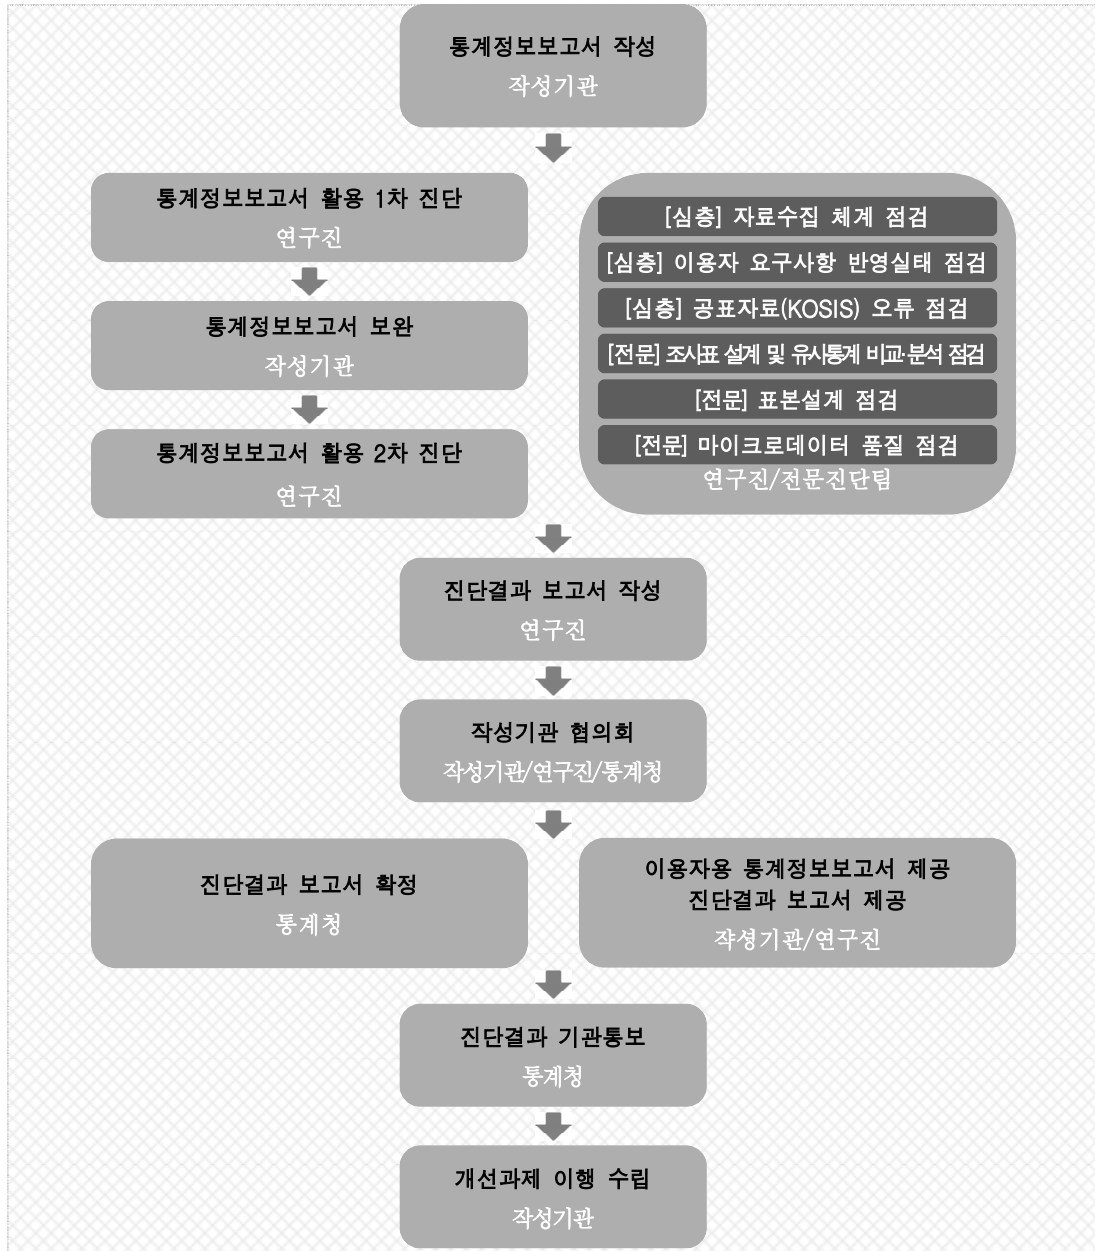 통계정보보고서 작성
작성기관
통계정보보고서 활용 1차 진단
연구진
통계정보보고서 보완
작성기관
통계정보보고서 활용 2차 진단
연구진
[심층] 자료수집 체계 점검
[심층] 이용자 요구사항 반영실태 점검
[심층] 공표자료(KOSIS) 오류 점검
[전문] 조사표 설계 및 유사통계 비교·분석 점검
[전문] 표본설계 점검
[전문] 마이크로데이터 품질 점검
연구진/전문진단팀
진단결과 보고서 작성
연구진
작성기관 협의회
작성기관/연구진/통계청
진단결과 보고서 확정
통계청
이용자용 통계정보보고서 제공
진단결과 보고서 제공
작성기관/연구진
진단결과 기관통보
통계청
개선과제 이행 수립
작성기관